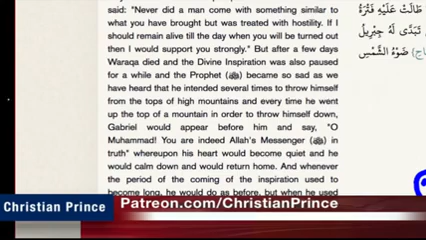 said: "Never did a man come with something similar to
what you have brought but was treated with hostility. If I
should remain alive till the day when you will be turned out
then I would support you strongly." But after a few days
Waraqa died and the Divine Inspiration was also paused
for a while and the Prophet (ﷺ) became so sad as we
have heard that he intended several times to throw himself
from the tops of high mountains and every time he went
up the top of a mountain in order to throw himself down,
Gabriel would appear before him and say, "O
Muhammad! You are indeed Allah's Messenger (ﷺ) in
truth" whereupon his heart would become quiet and he
would calm down and would return home. And whenever
the period of the coming of the inspiration used to
become long, he would do as before, but when he used
طَالَتْ عَلَيْهِ فَتْرَةُ
تَبَدَّى لَهُ جِبْرِيلُ
ضَوْءُ الشَّمْسِ
Christian Prince
Patreon.com/ChristianPrince